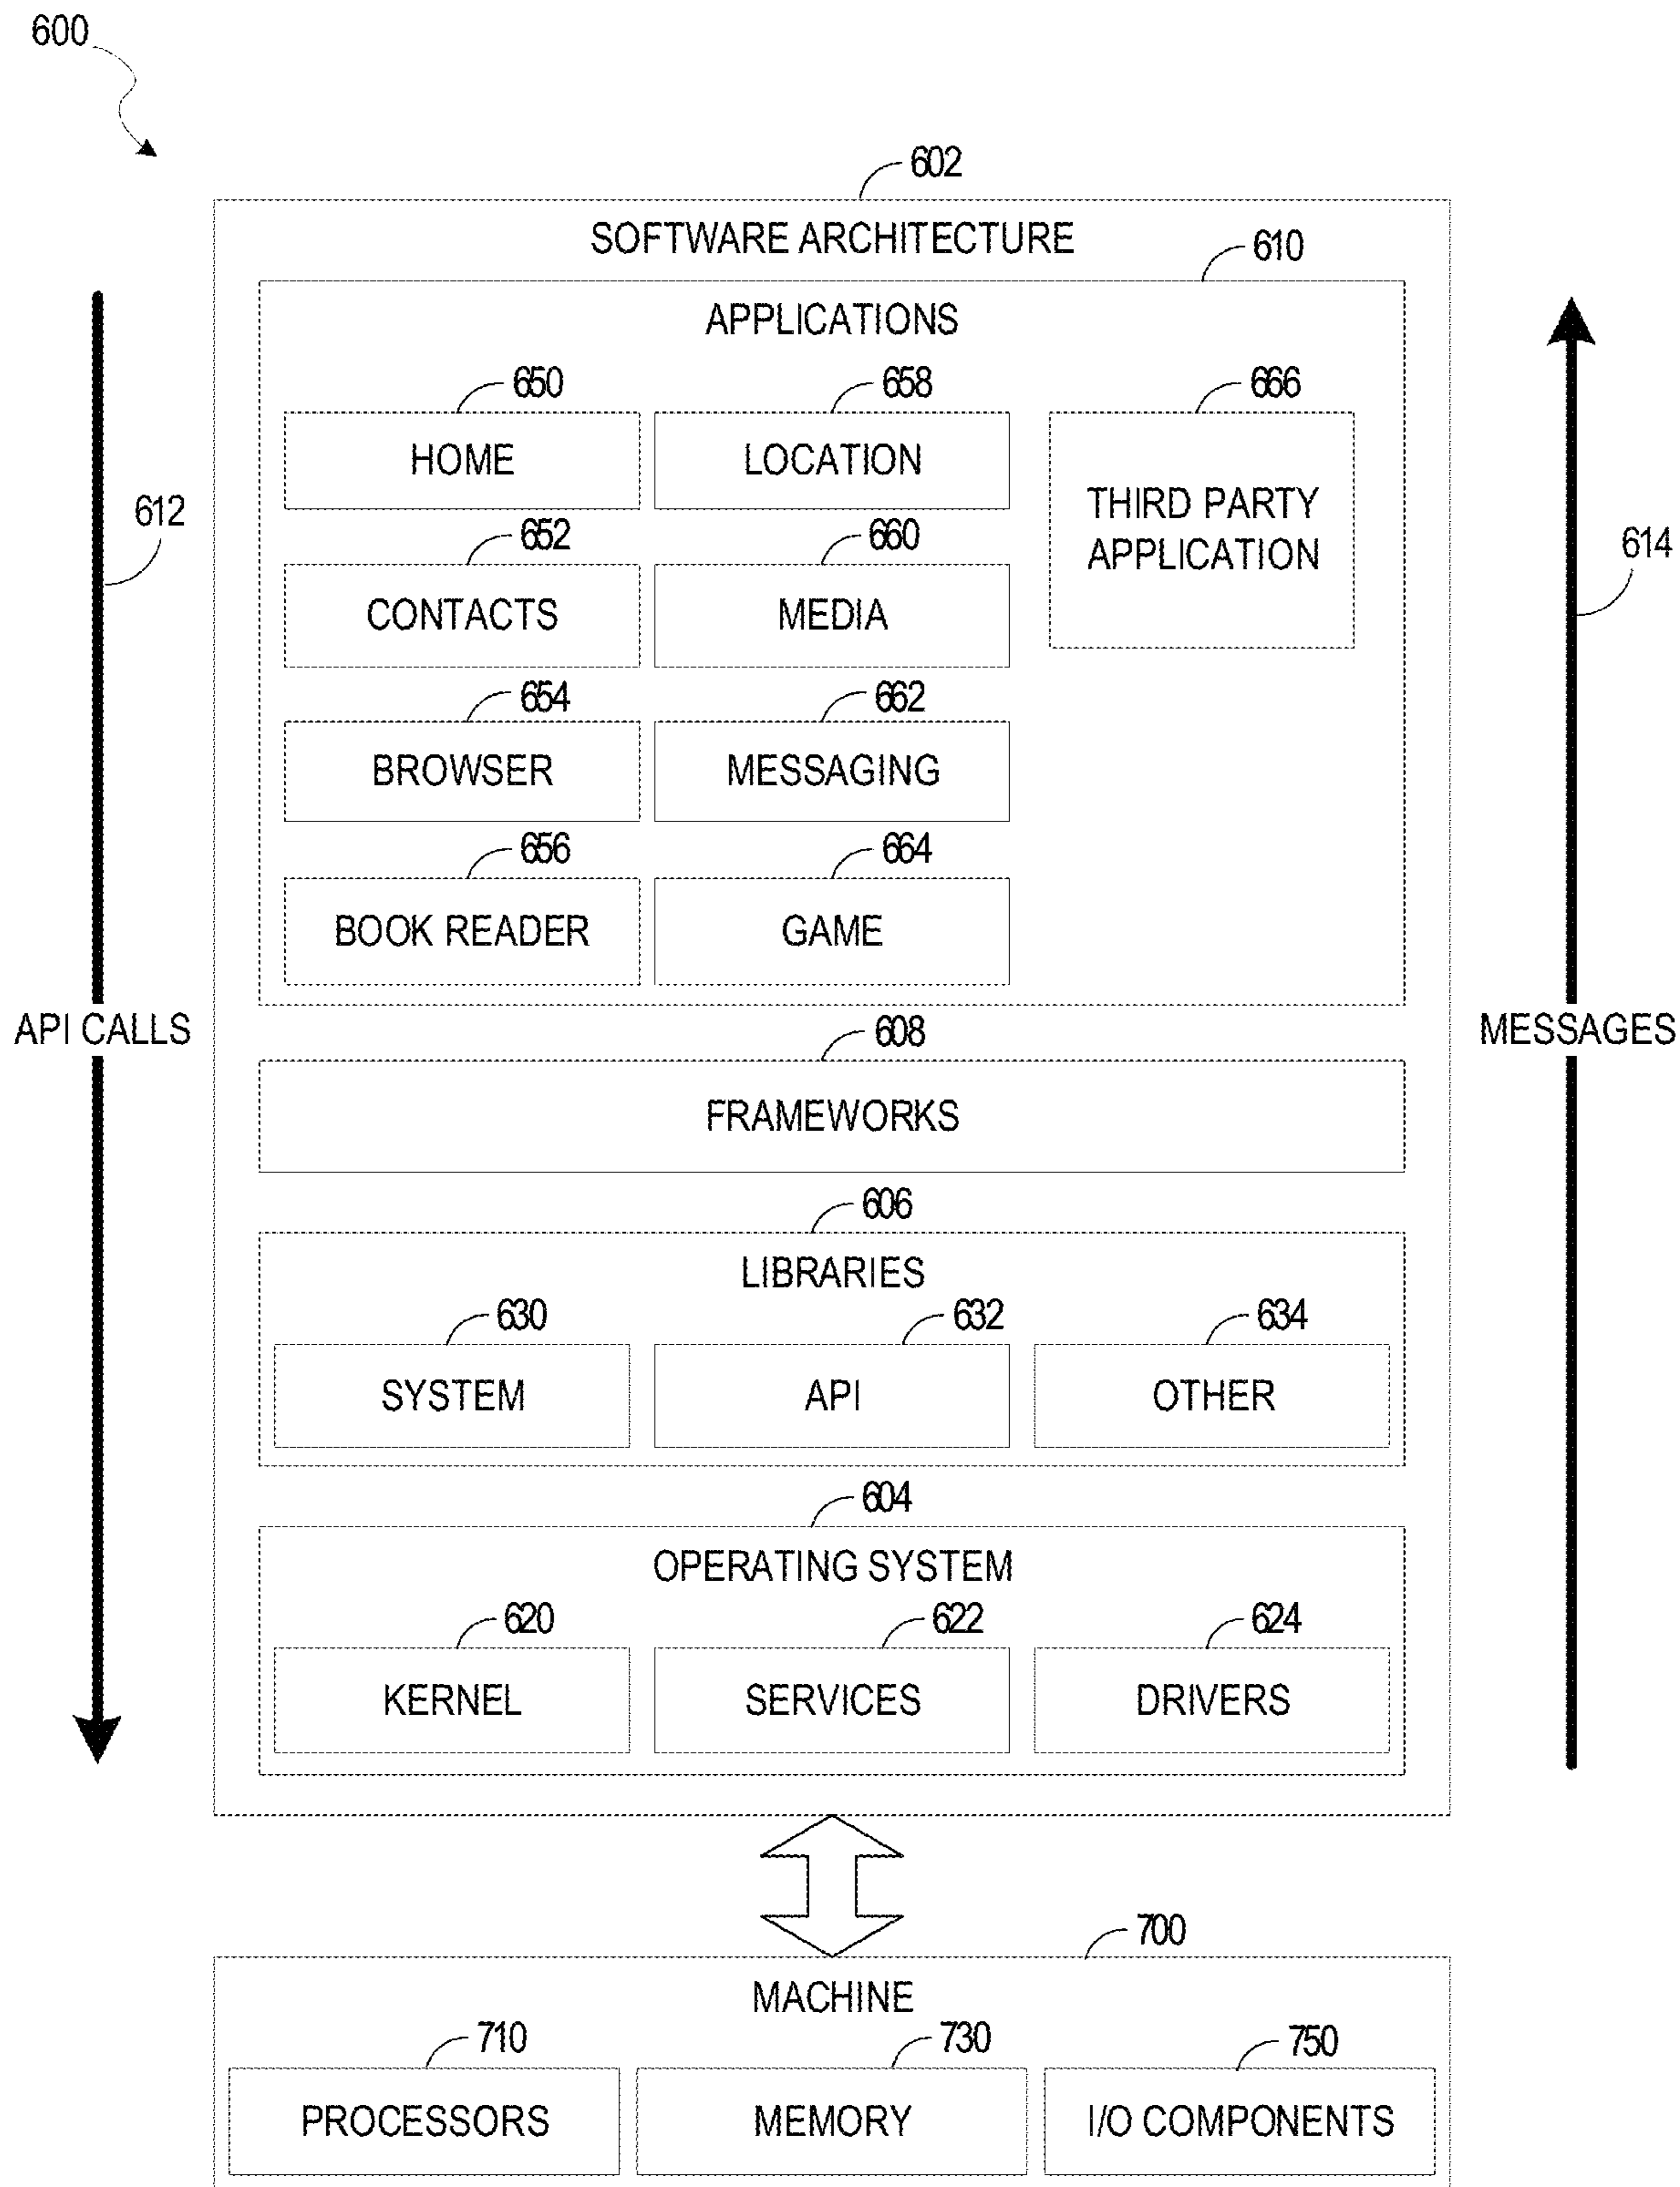 600
602
SOFTWARE ARCHITECTURE
610
APPLICATIONS
650
658
666
HOME
LOCATION
THIRD PARTY
APPLICATION
612
614
652
660
CONTACTS
MEDIA
654
662
BROWSER
MESSAGING
656
664
BOOK READER
GAME
API CALLS
MESSAGES
608
FRAMEWORKS
606
LIBRARIES
630
632
634
SYSTEM
API
OTHER
604
OPERATING SYSTEM
620
622
624
KERNEL
SERVICES
DRIVERS
700
MACHINE
710
730
750
PROCESSORS
MEMORY
I/O COMPONENTS